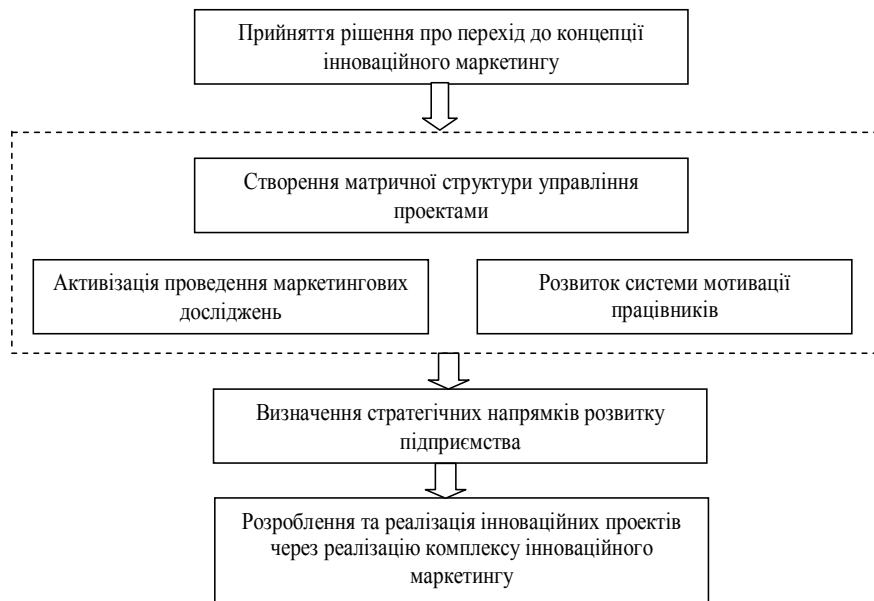 Прийняття рішення про перехід до концепції
інноваційного маркетингу
Створення матричної структури управління
проектами
Активізація проведення маркетингових
досліджень
Розвиток системи мотивації
працівників
Визначення стратегічних напрямків розвитку
підприємства
Розроблення та реалізація інноваційних проектів
через реалізацію комплексу інноваційного
маркетингу